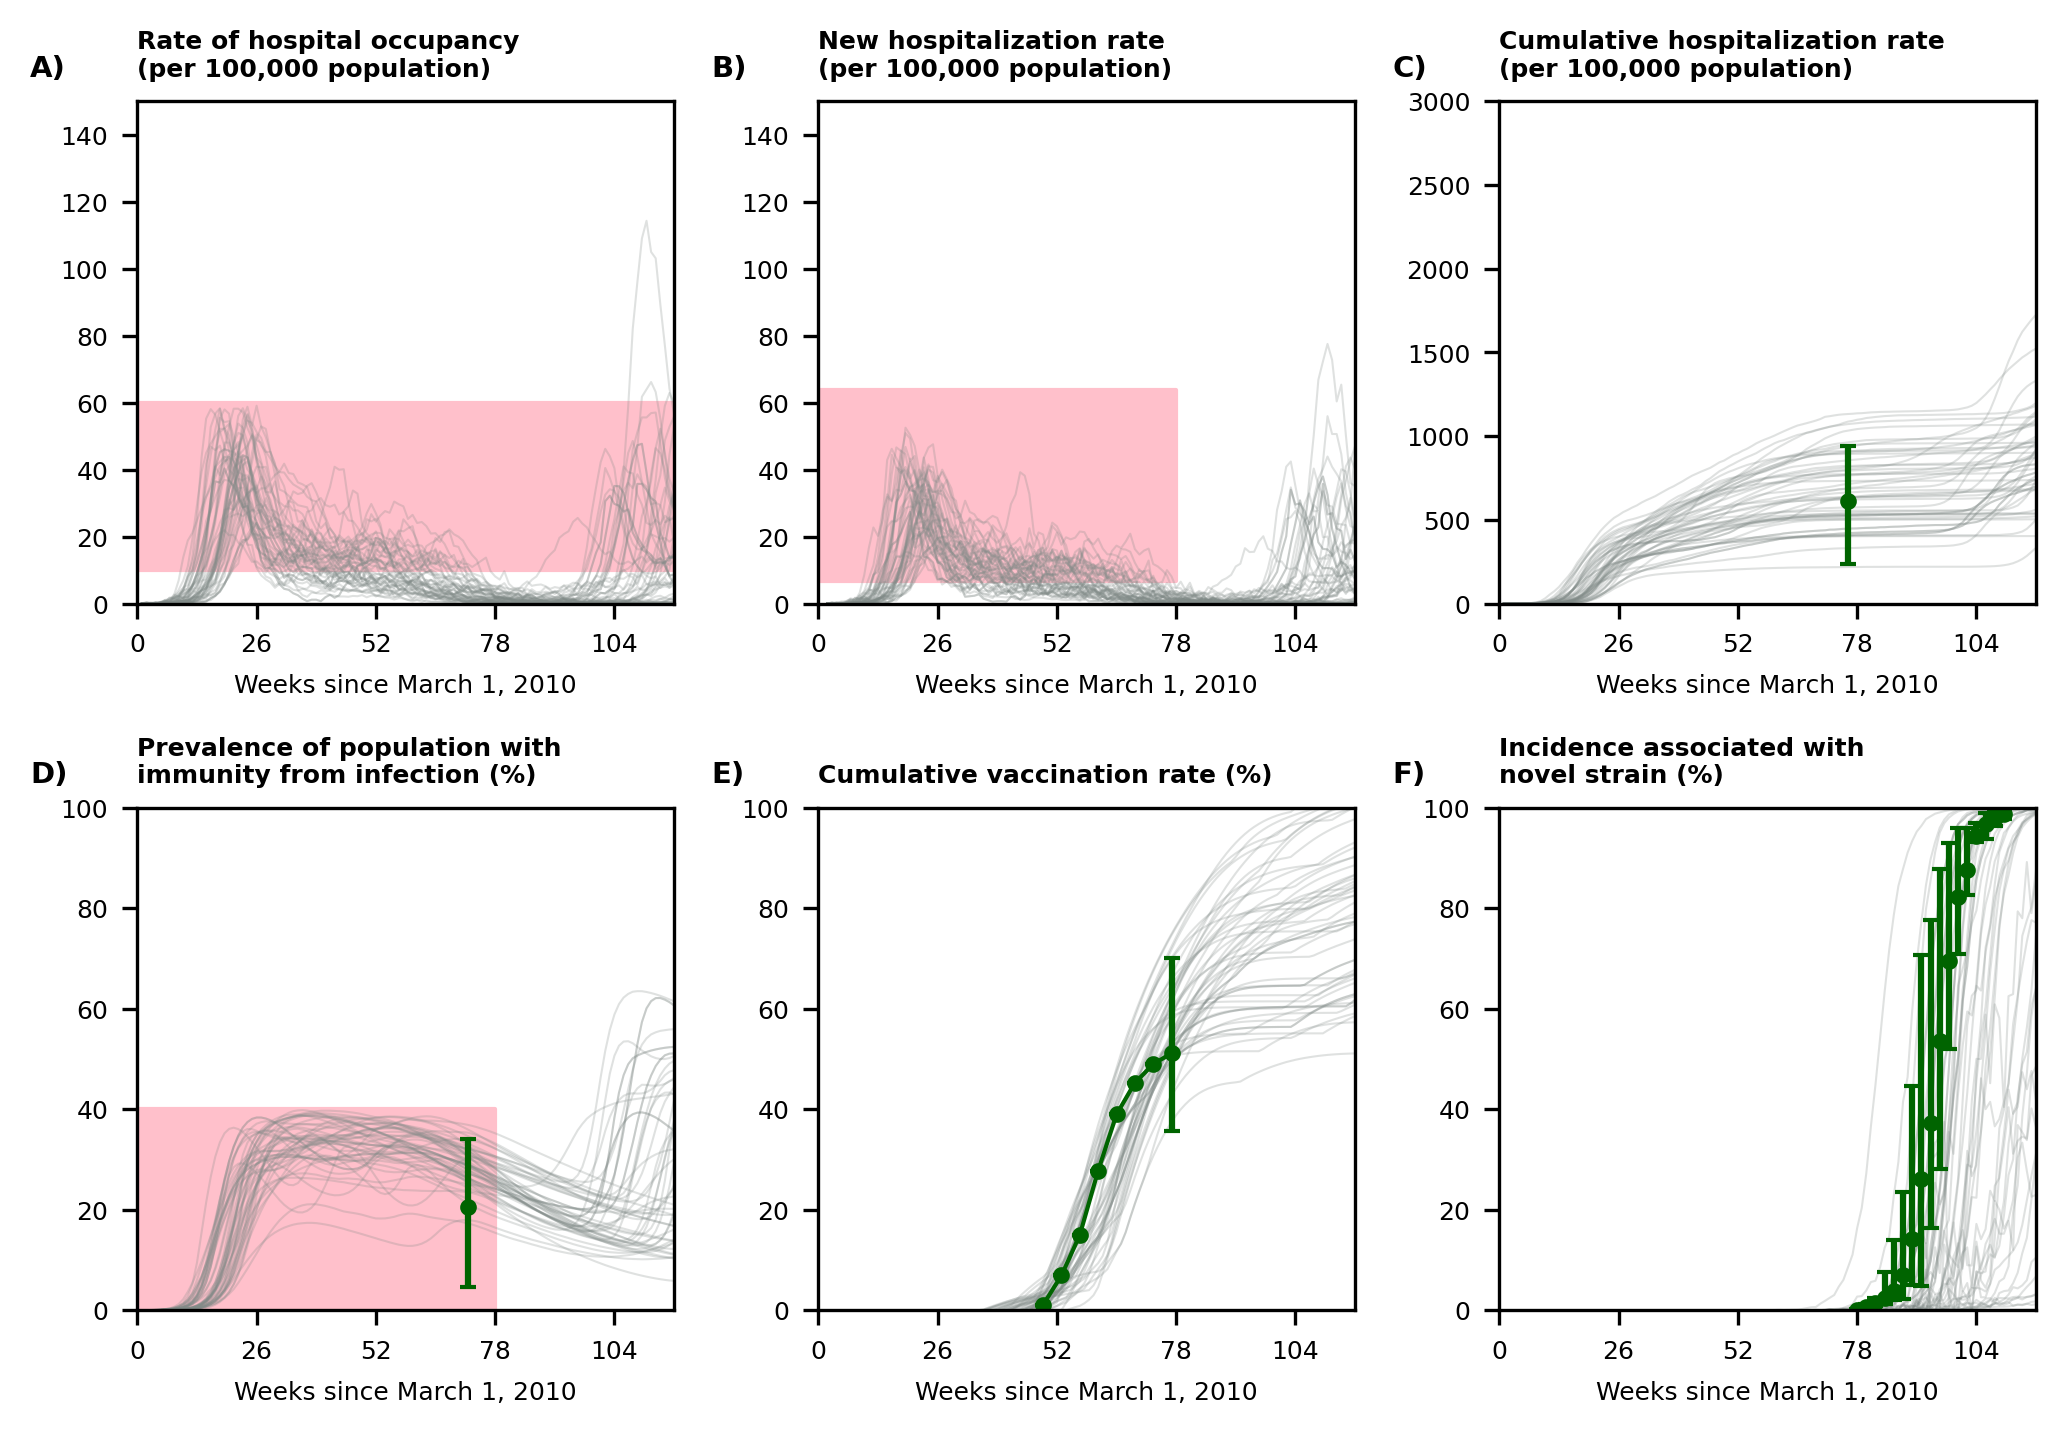 A)
Rate of hospital occupancy
(per 100,000 population)
140
120
100
80
60
40
20
0
0 26 52 78 104
Weeks since March 1, 2010
B)
New hospitalization rate
(per 100,000 population)
140
120
100
80
60
40
20
0
0 26 52 78 104
Weeks since March 1, 2010
C)
Cumulative hospitalization rate
(per 100,000 population)
3000
2500
2000
1500
1000
500
0
0 26 52 78 104
Weeks since March 1, 2010
D)
Prevalence of population with
immunity from infection (%)
100
80
60
40
20
0
0 26 52 78 104
Weeks since March 1, 2010
E)
Cumulative vaccination rate (%)
100
80
60
40
20
0
0 26 52 78 104
Weeks since March 1, 2010
F)
Incidence associated with
novel strain (%)
100
80
60
40
20
0
0 26 52 78 104
Weeks since March 1, 2010